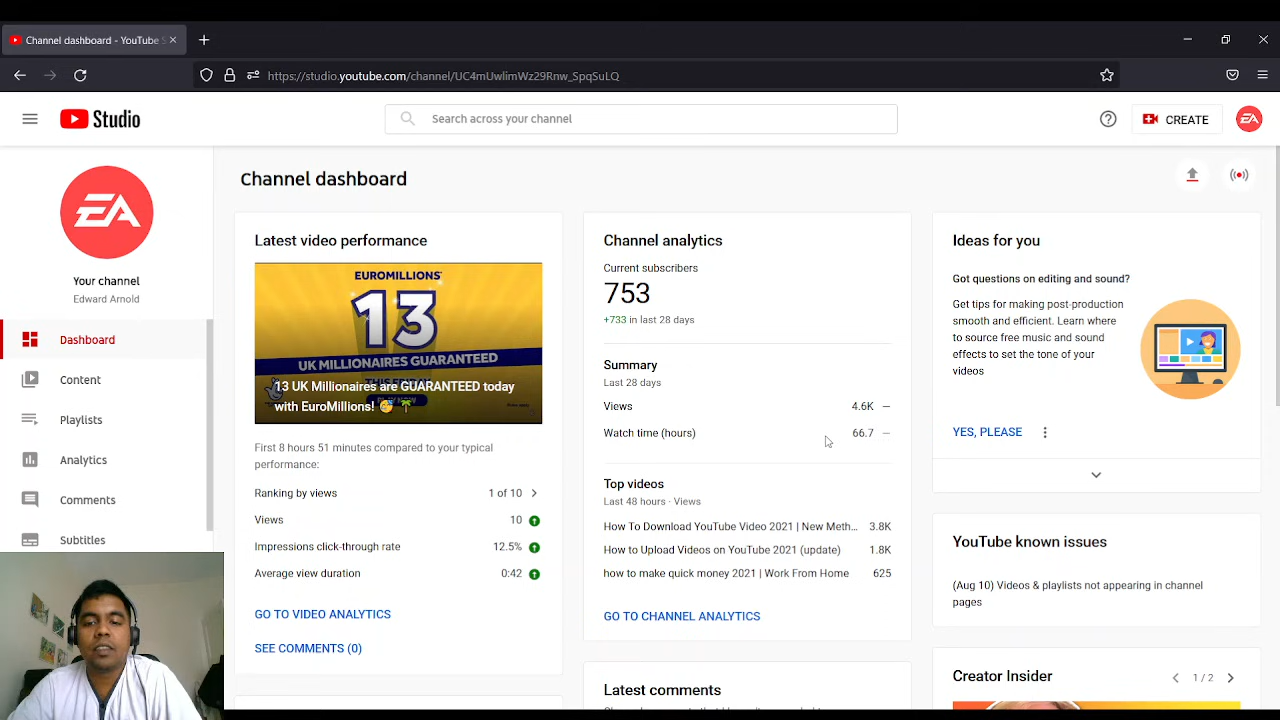 Channel dashboard - YouTube S
https://studio.youtube.com/channel/UC4mUwlimWz29Rnw_SpqSuLQ
Studio
Search across your channel
CREATE
EA
EA
Your channel
Edward Arnold
Dashboard
Content
Playlists
Analytics
Comments
Subtitles
Channel dashboard
Latest video performance
EUROMILLIONS
13
UK MILLIONAIRES GUARANTEED
13 UK Millionaires are GUARANTEED today
with EuroMillions! 🥳 🌴
First 8 hours 51 minutes compared to your typical
performance:
Ranking by views 1 of 10
Views 10
Impressions click-through rate 12.5%
Average view duration 0:42
GO TO VIDEO ANALYTICS
SEE COMMENTS (0)
Channel analytics
Current subscribers
753
+733 in last 28 days
Summary
Last 28 days
Views 4.6K —
Watch time (hours) 66.7 —
Top videos
Last 48 hours · Views
How To Download YouTube Video 2021 | New Meth... 3.8K
How to Upload Videos on YouTube 2021 (update) 1.8K
how to make quick money 2021 | Work From Home 625
GO TO CHANNEL ANALYTICS
Latest comments
Ideas for you
Got questions on editing and sound?
Get tips for making post-production
smooth and efficient. Learn where
to source free music and sound
effects to set the tone of your
videos
YES, PLEASE
YouTube known issues
(Aug 10) Videos & playlists not appearing in channel
pages
Creator Insider
1 / 2